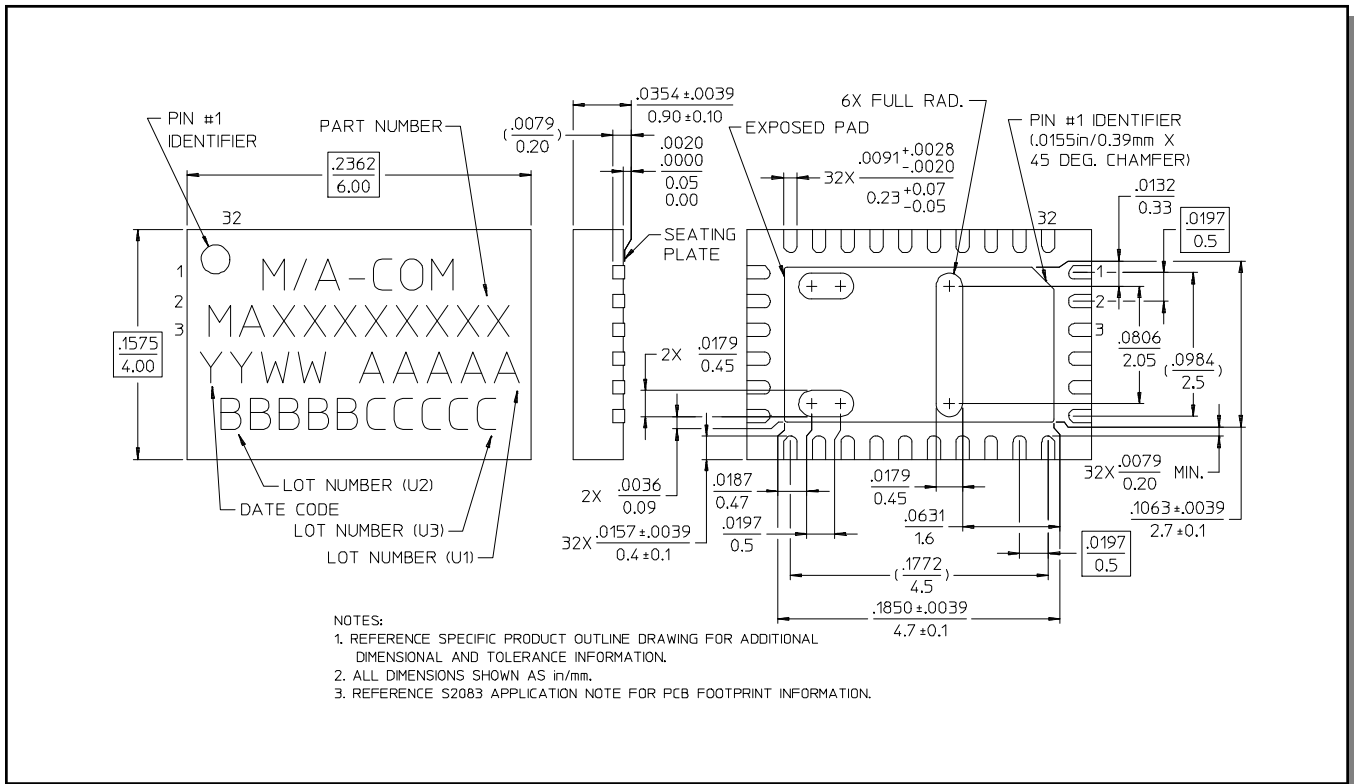 PIN #1
IDENTIFIER
PART NUMBER
.2362
6.00
32
1
2
3
.1575
4.00
M/A-COM
MAXXXXXXXXX
YYWW AAAAA
BBBBBCCCCC
LOT NUMBER (U2)
DATE CODE
LOT NUMBER (U3)
LOT NUMBER (U1)
.0354 ±.0039
0.90 ±0.10
(.0079)
0.20
.0020
.0000
0.05
0.00
SEATING
PLATE
EXPOSED PAD
32X .0091 +.0028
-.0020
0.23 +0.07
-0.05
6X FULL RAD.
PIN #1 IDENTIFIER
(.0155in/0.39mm X
45 DEG. CHAMFER)
.0132
0.33
.0197
0.5
32
1
2
3
.0806
2.05
(.0984)
2.5
2X .0179
0.45
2X .0036
0.09
32X .0157 ±.0039
0.4 ±0.1
.0187
0.47
.0197
0.5
.0179
0.45
.0631
1.6
32X .0079 MIN.
0.20
.1063 ±.0039
2.7 ±0.1
.0197
0.5
(.1772)
4.5
.1850 ±.0039
4.7 ±0.1
NOTES:
1. REFERENCE SPECIFIC PRODUCT OUTLINE DRAWING FOR ADDITIONAL
DIMENSIONAL AND TOLERANCE INFORMATION.
2. ALL DIMENSIONS SHOWN AS in/mm.
3. REFERENCE S2083 APPLICATION NOTE FOR PCB FOOTPRINT INFORMATION.